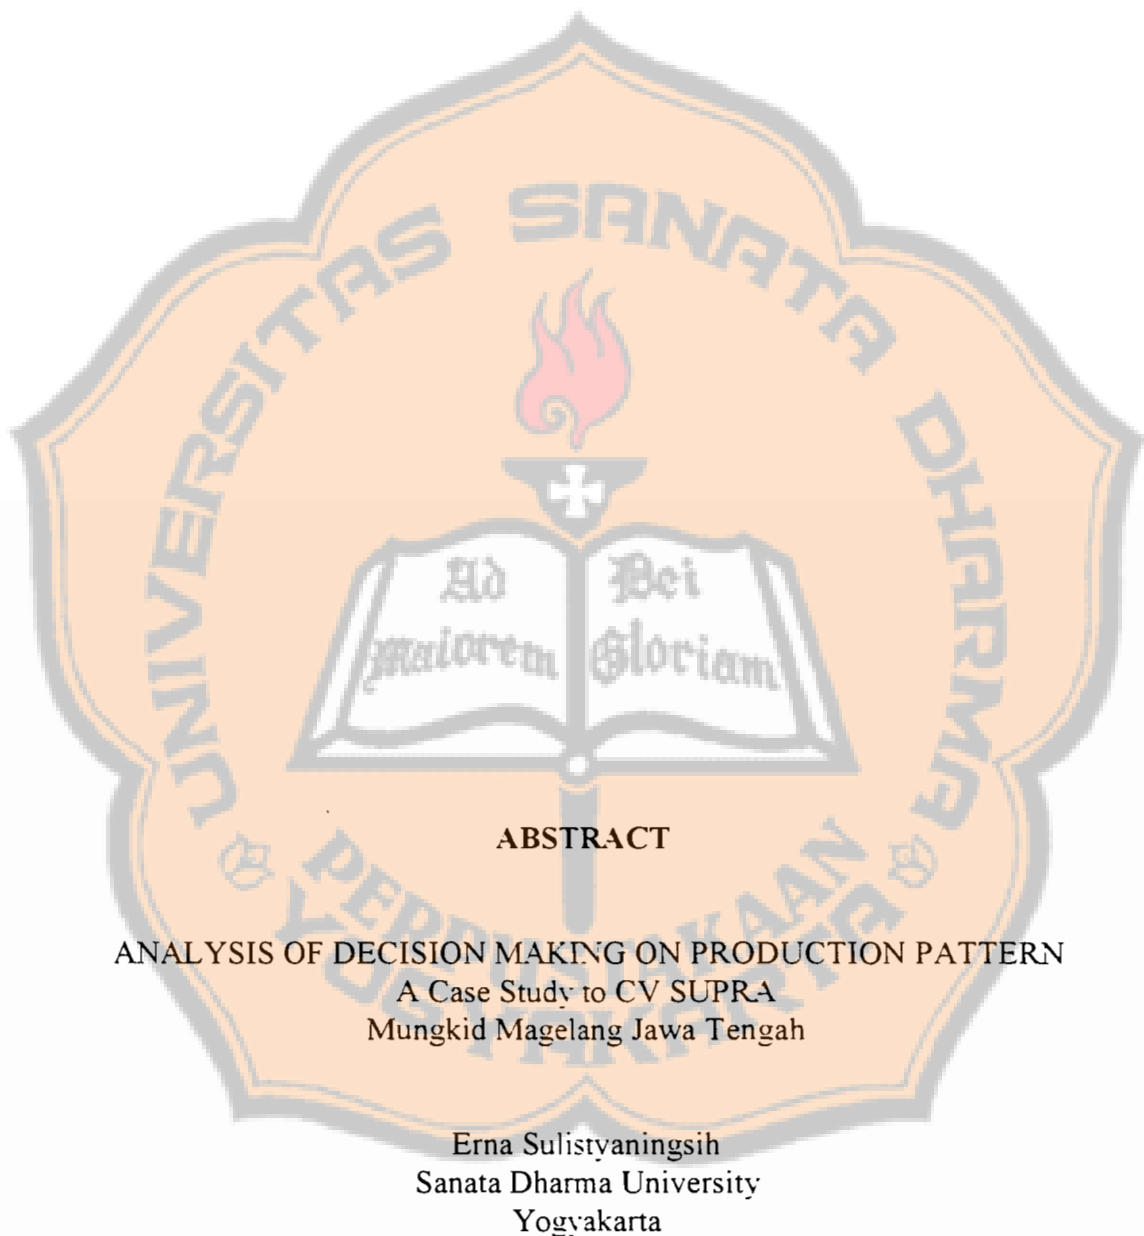 UNIVERSITAS SANATA DHARMA
Ad Dei
Maiorem Gloriam
ABSTRACT
PERPUSTAKAAN
YOGYAKARTA
ANALYSIS OF DECISION MAKING ON PRODUCTION PATTERN
A Case Study to CV SUPRA
Mungkid Magelang Jawa Tengah
Erna Sulistyaningsih
Sanata Dharma University
Yogyakarta